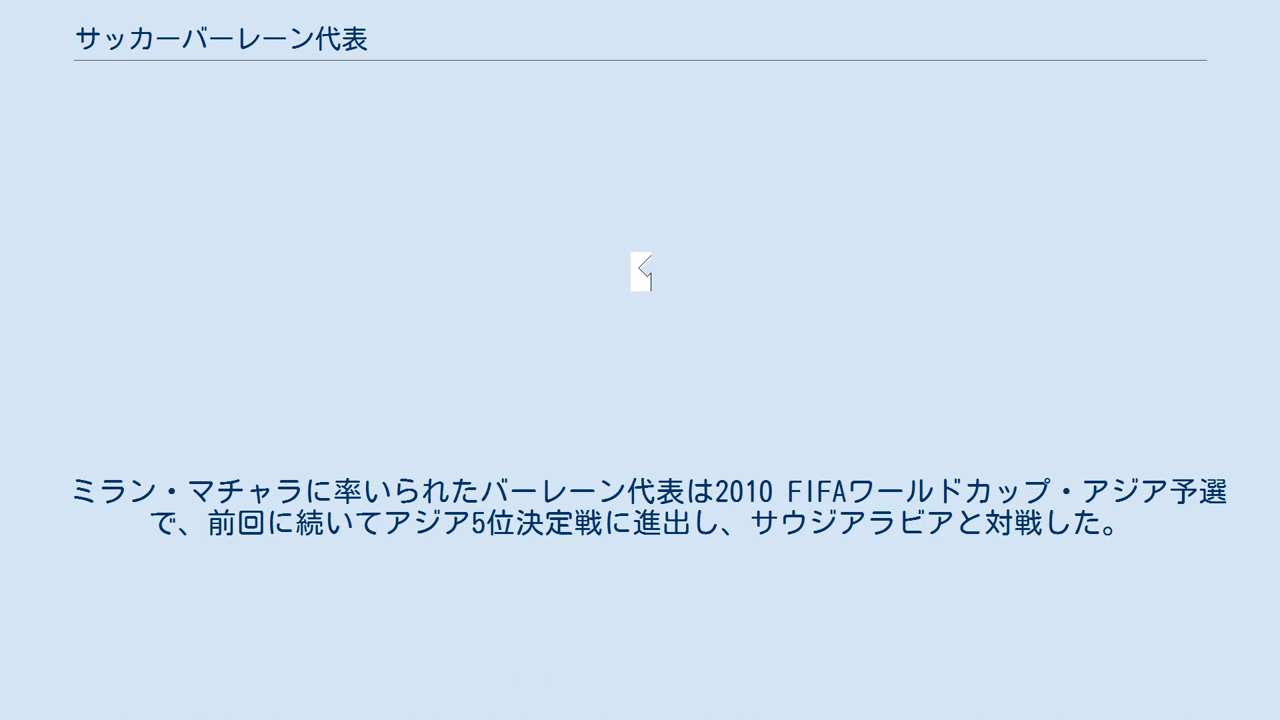 サッカーバーレーン代表
ミラン・マチャラに率いられたバーレーン代表は2010 FIFAワールドカップ・アジア予選
で、前回に続いてアジア5位決定戦に進出し、サウジアラビアと対戦した。